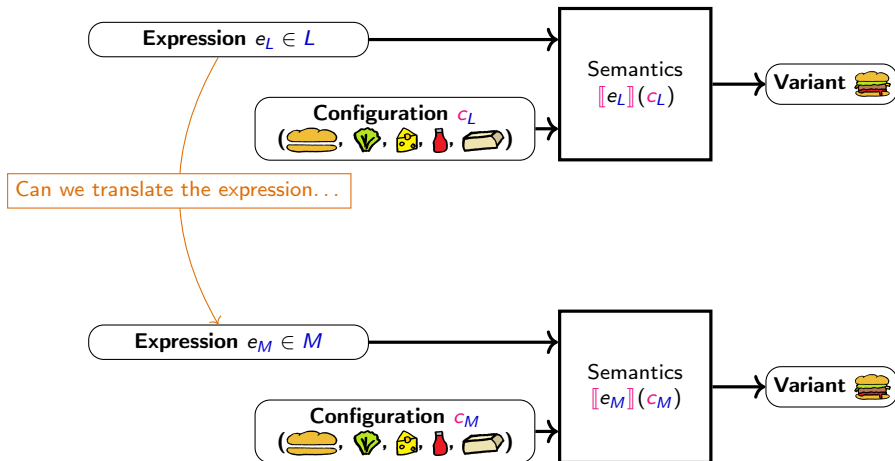 Expression e_L ∈ L
Semantics
⟦e_L⟧(c_L)
Variant
Configuration c_L
( , , , , )
Can we translate the expression...
Expression e_M ∈ M
Semantics
⟦e_M⟧(c_M)
Variant
Configuration c_M
( , , , , )